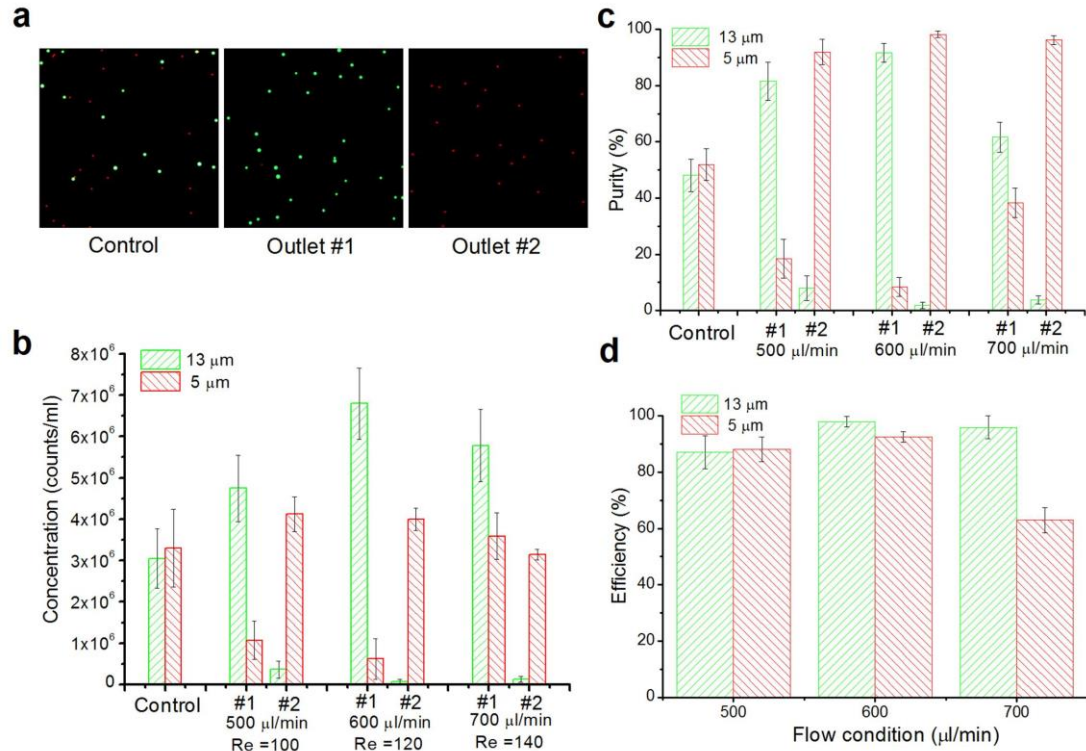 a
Control
Outlet #1
Outlet #2
b
Concentration (counts/ml)
8x10⁶
7x10⁶
6x10⁶
5x10⁶
4x10⁶
3x10⁶
2x10⁶
1x10⁶
0
13 μm
5 μm
Control
#1 #2 #1 #2 #1 #2
500 μl/min 600 μl/min 700 μl/min
Re =100 Re =120 Re =140
c
Purity (%)
100
80
60
40
20
0
13 μm
5 μm
Control
#1 #2 #1 #2 #1 #2
500 μl/min 600 μl/min 700 μl/min
d
Efficiency (%)
100
80
60
40
20
0
13 μm
5 μm
500 600 700
Flow condition (μl/min)